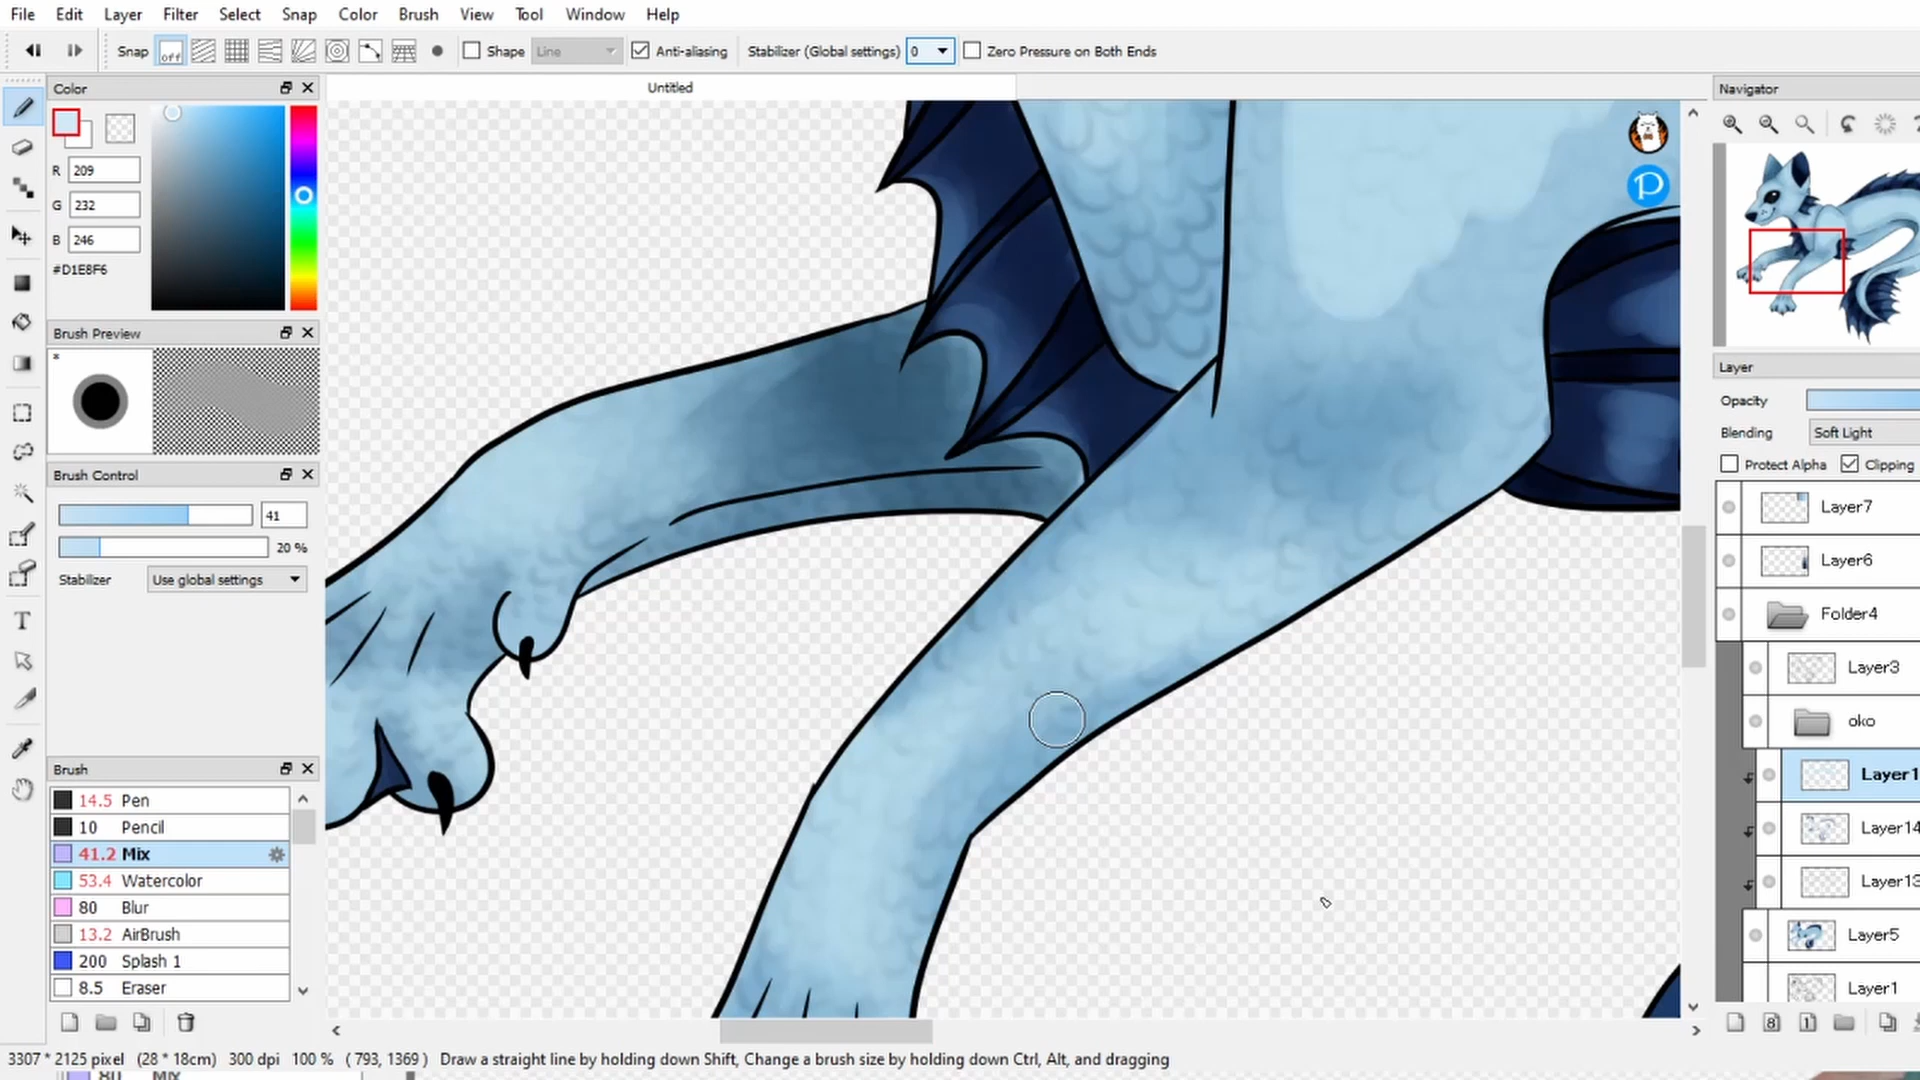 File Edit Layer Filter Select Snap Color Brush View Tool Window Help
Snap off Shape Line Anti-aliasing Stabilizer (Global settings) 0 Zero Pressure on Both Ends
Color
Untitled
Navigator
R 209
G 232
B 246
#D1E8F6
P
Brush Preview
*
Layer
Opacity
Blending Soft Light
Protect Alpha Clipping
Brush Control
41
20 %
Stabilizer Use global settings
Layer7
Layer6
Folder4
Layer3
oko
Layer1
Layer14
Layer13
Layer5
Layer1
Brush
14.5 Pen
10 Pencil
41.2 Mix
53.4 Watercolor
80 Blur
13.2 AirBrush
200 Splash 1
8.5 Eraser
8 1
3307 * 2125 pixel (28 * 18cm) 300 dpi 100 % ( 793, 1369 ) Draw a straight line by holding down Shift, Change a brush size by holding down Ctrl, Alt, and dragging
80 Mix